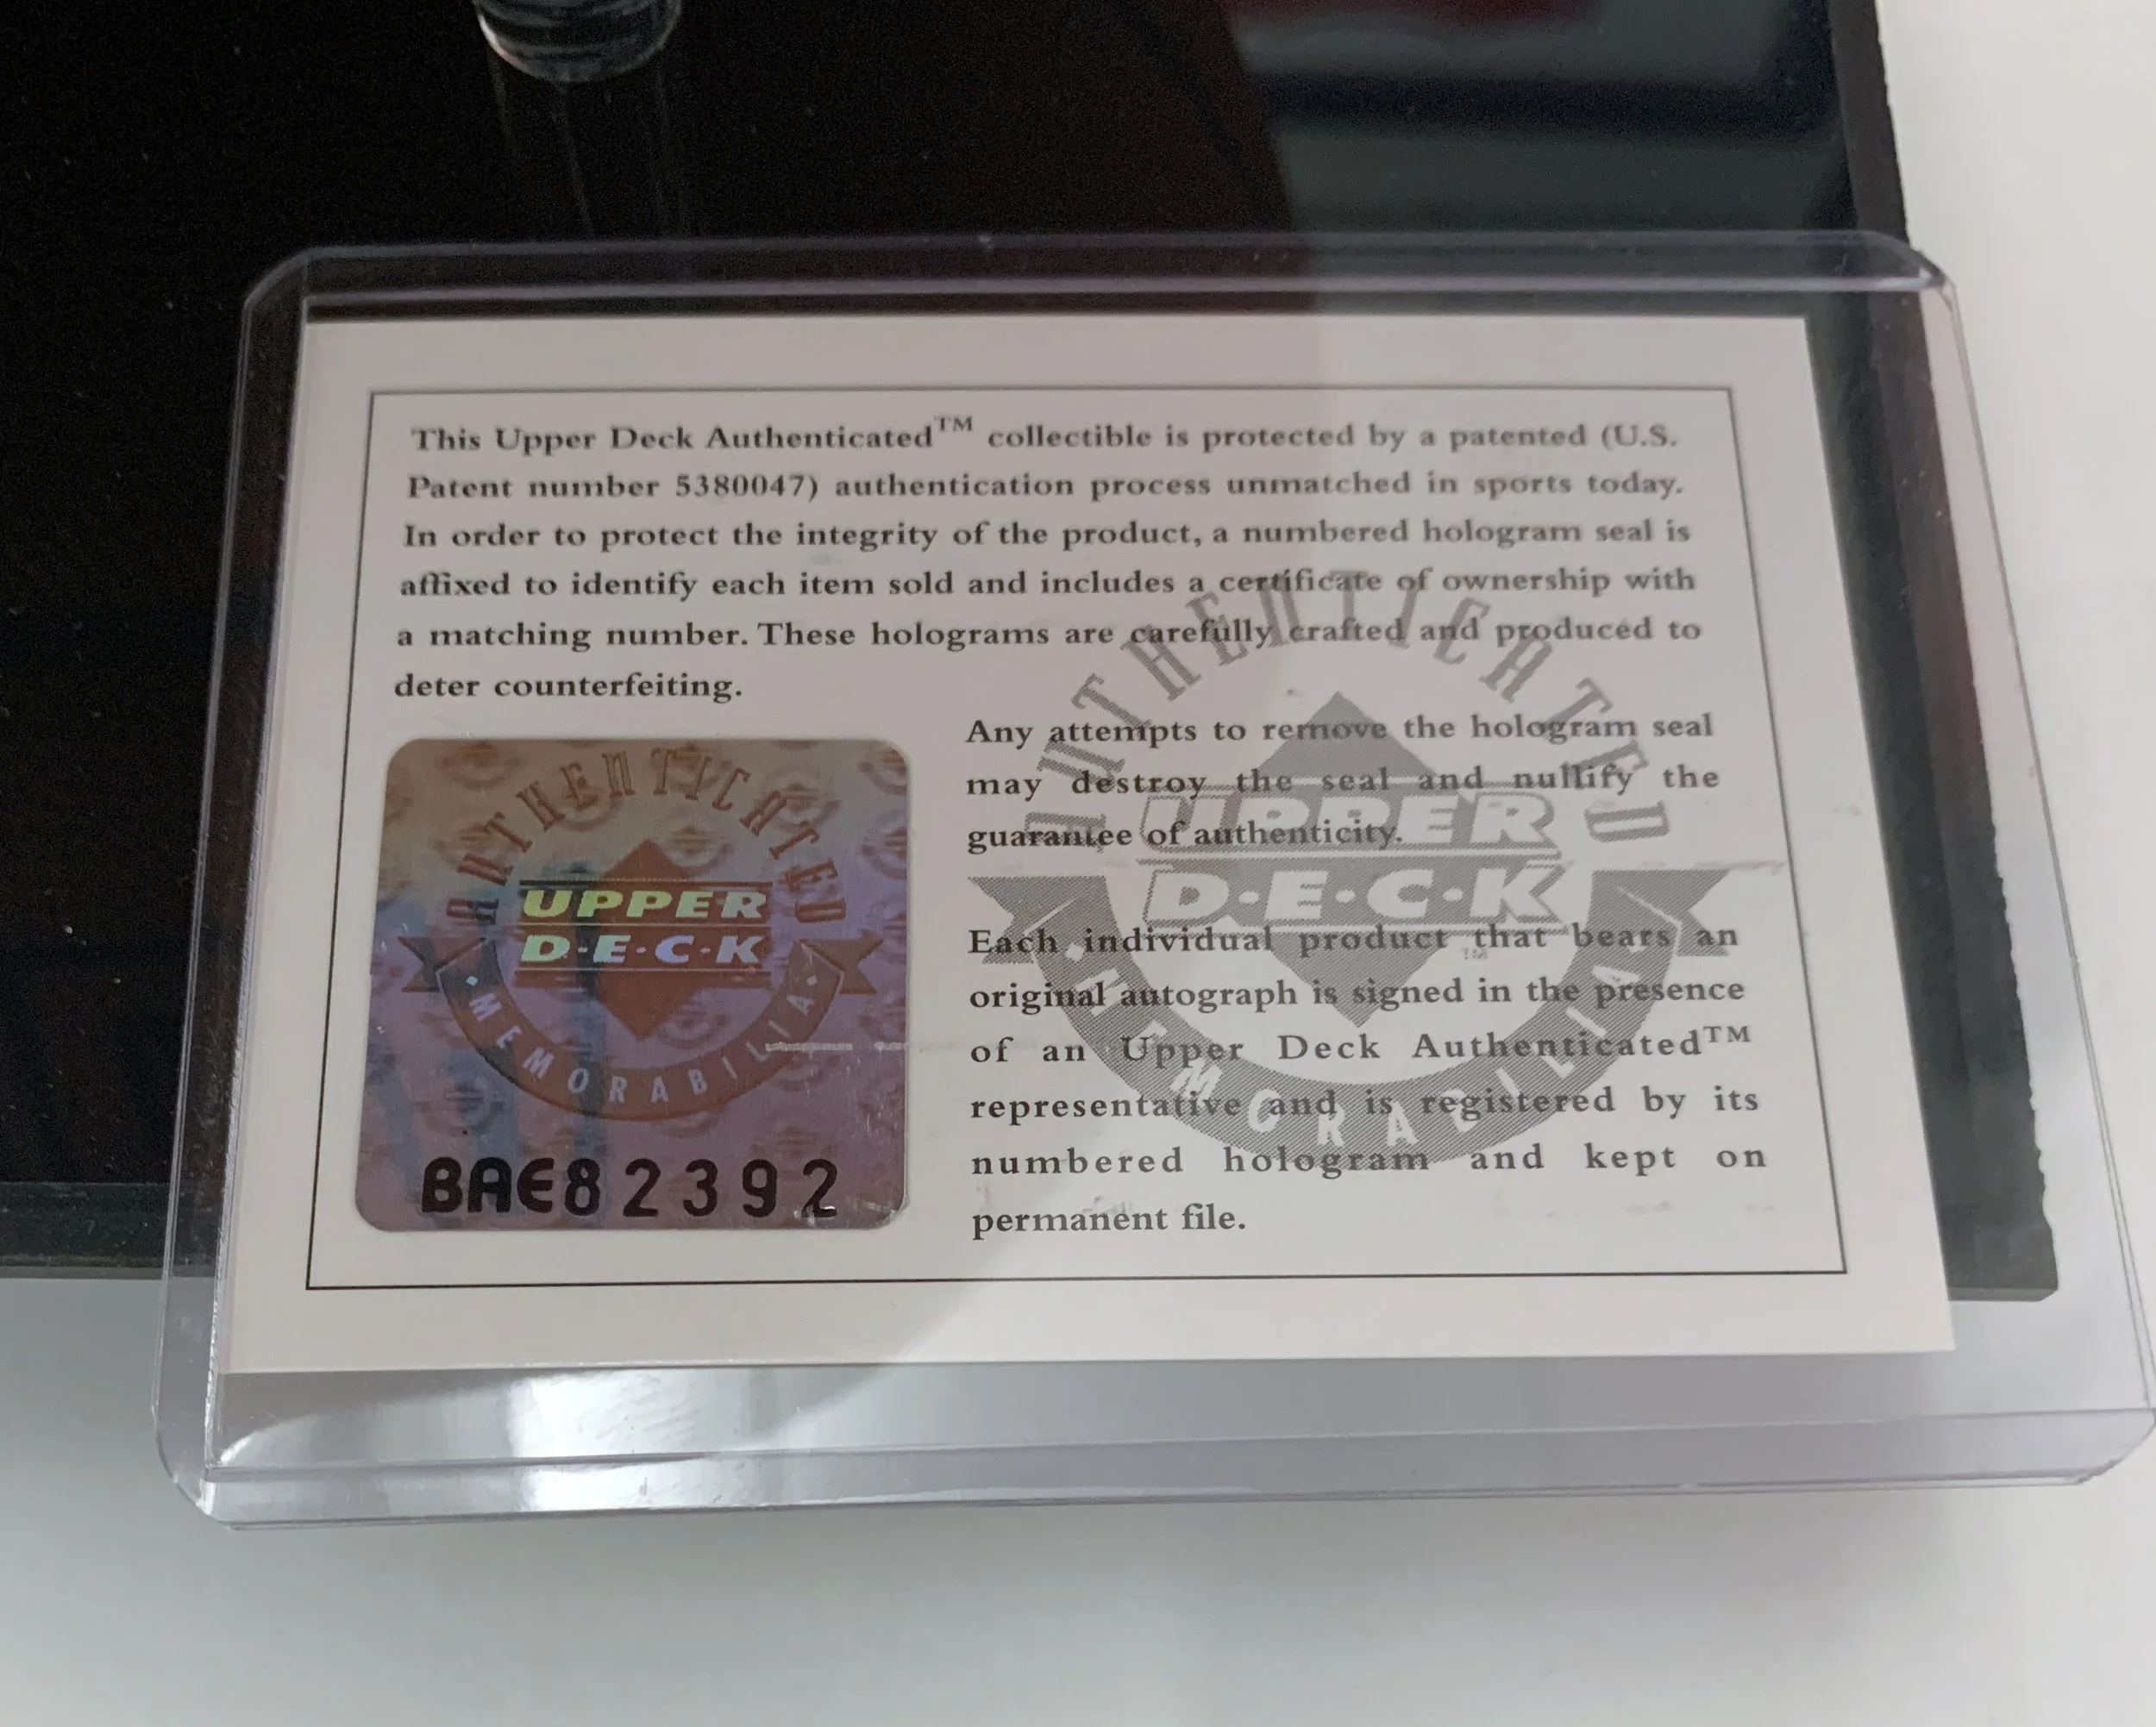 This Upper Deck Authenticated™ collectible is protected by a patented (U.S.
Patent number 5380047) authentication process unmatched in sports today.
In order to protect the integrity of the product, a numbered hologram seal is
affixed to identify each item sold and includes a certificate of ownership with
a matching number. These holograms are carefully crafted and produced to
deter counterfeiting.
Any attempts to remove the hologram seal
may destroy the seal and nullify the
guarantee of authenticity.
Each individual product that bears an
original autograph is signed in the presence
of an Upper Deck Authenticated™
representative and is registered by its
numbered hologram and kept on
permanent file.
AUTHENTICATED
UPPER
D·E·C·K
MEMORABILIA
BAE82392
AUTHENTICATED
UPPER
D·E·C·K
TM
MEMORABILIA